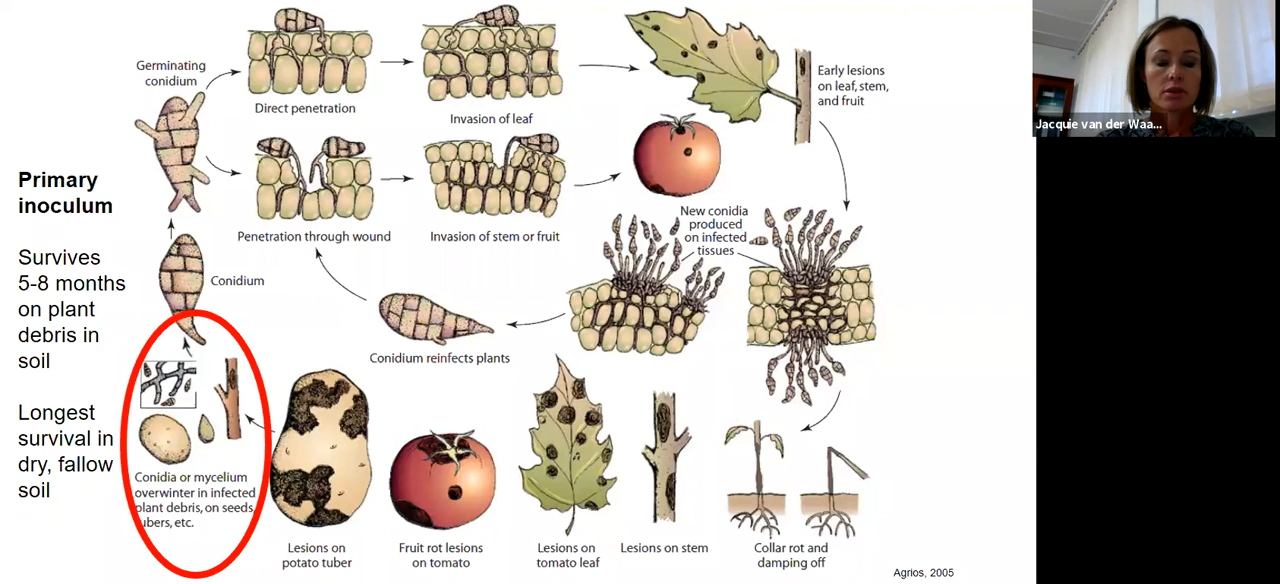 Germinating
conidium
Direct penetration
Invasion of leaf
Early lesions
on leaf, stem,
and fruit
Jacquie van der Waa...
Primary
inoculum
Penetration through wound
Invasion of stem or fruit
New conidia
produced
on infected
tissues
Survives
5-8 months
on plant
debris in
soil
Conidium
Conidium reinfects plants
Longest
survival in
dry, fallow
soil
Conidia or mycelium
overwinter in infected
plant debris, on seeds,
tubers, etc.
Lesions on
potato tuber
Fruit rot lesions
on tomato
Lesions on
tomato leaf
Lesions on stem
Collar rot and
damping off
Agrios, 2005